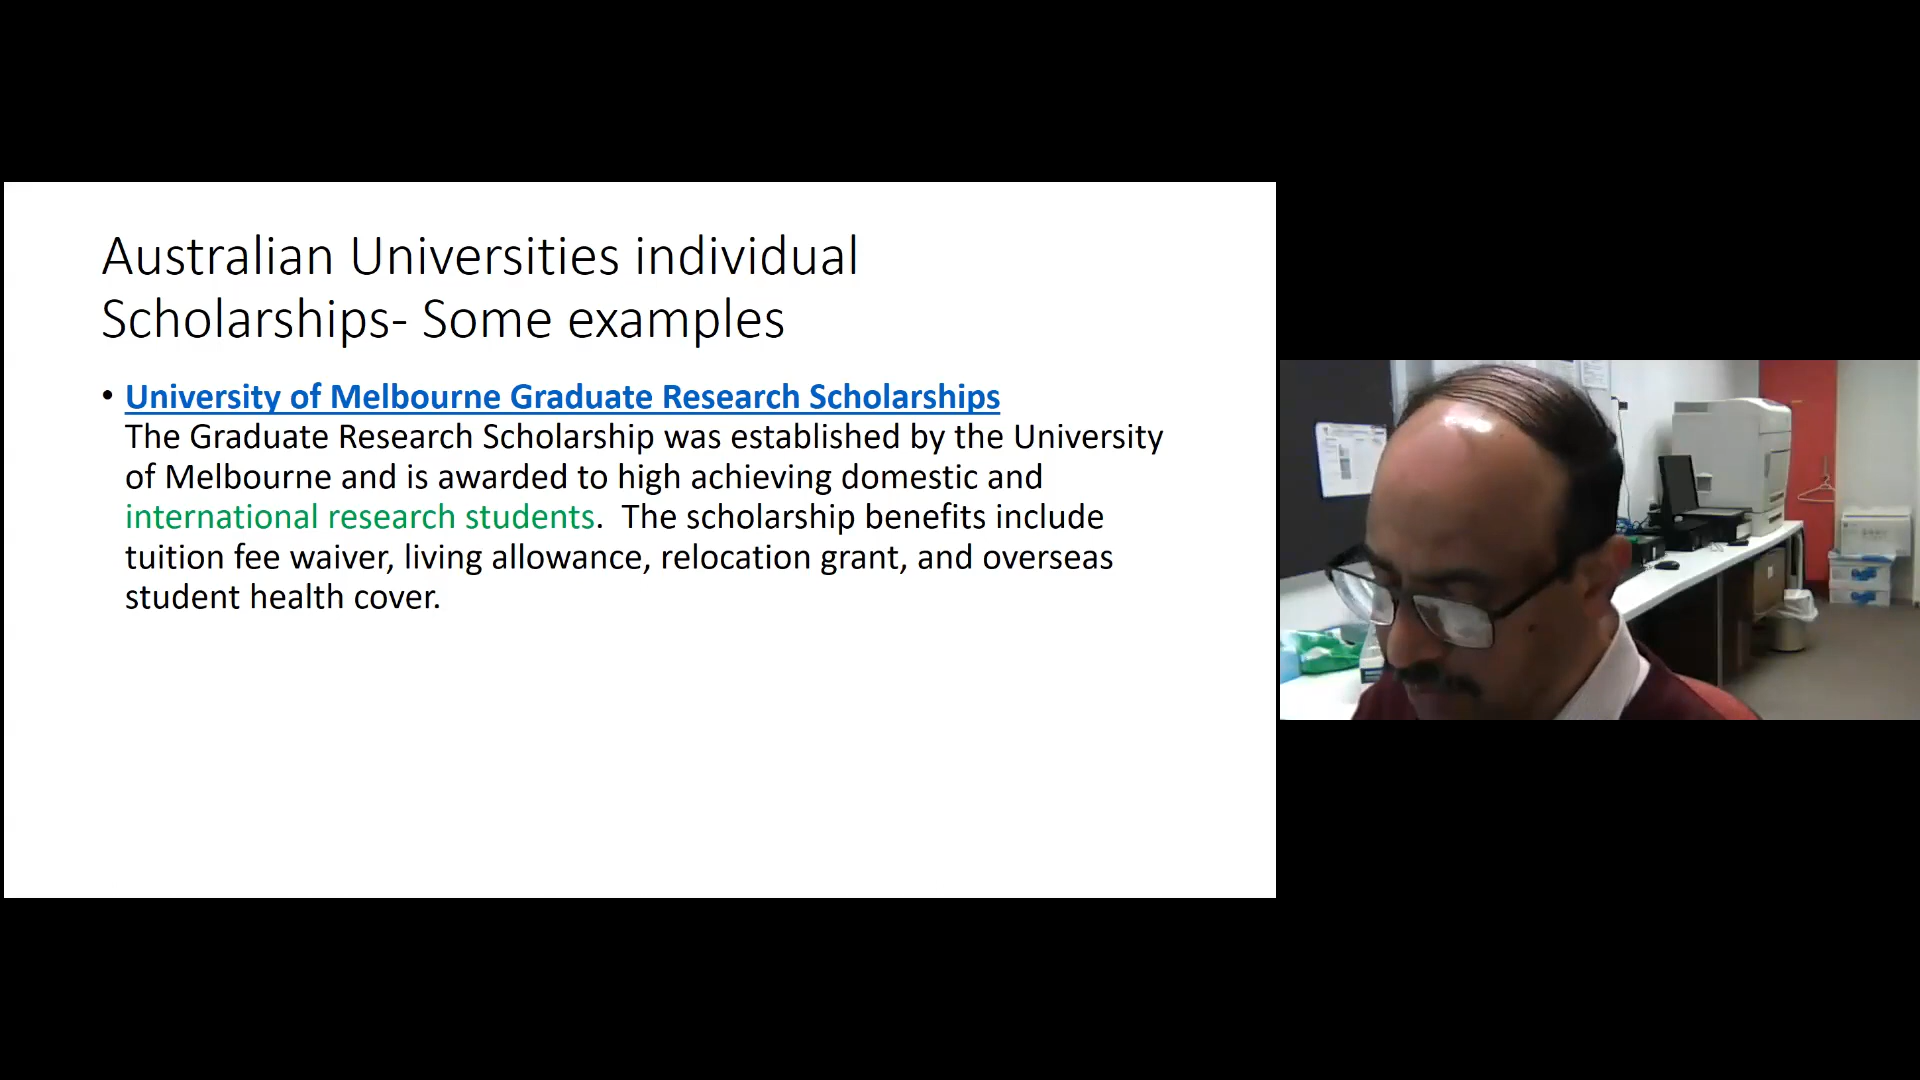 Australian Universities individual
Scholarships- Some examples
• University of Melbourne Graduate Research Scholarships
The Graduate Research Scholarship was established by the University
of Melbourne and is awarded to high achieving domestic and
international research students.  The scholarship benefits include
tuition fee waiver, living allowance, relocation grant, and overseas
student health cover.